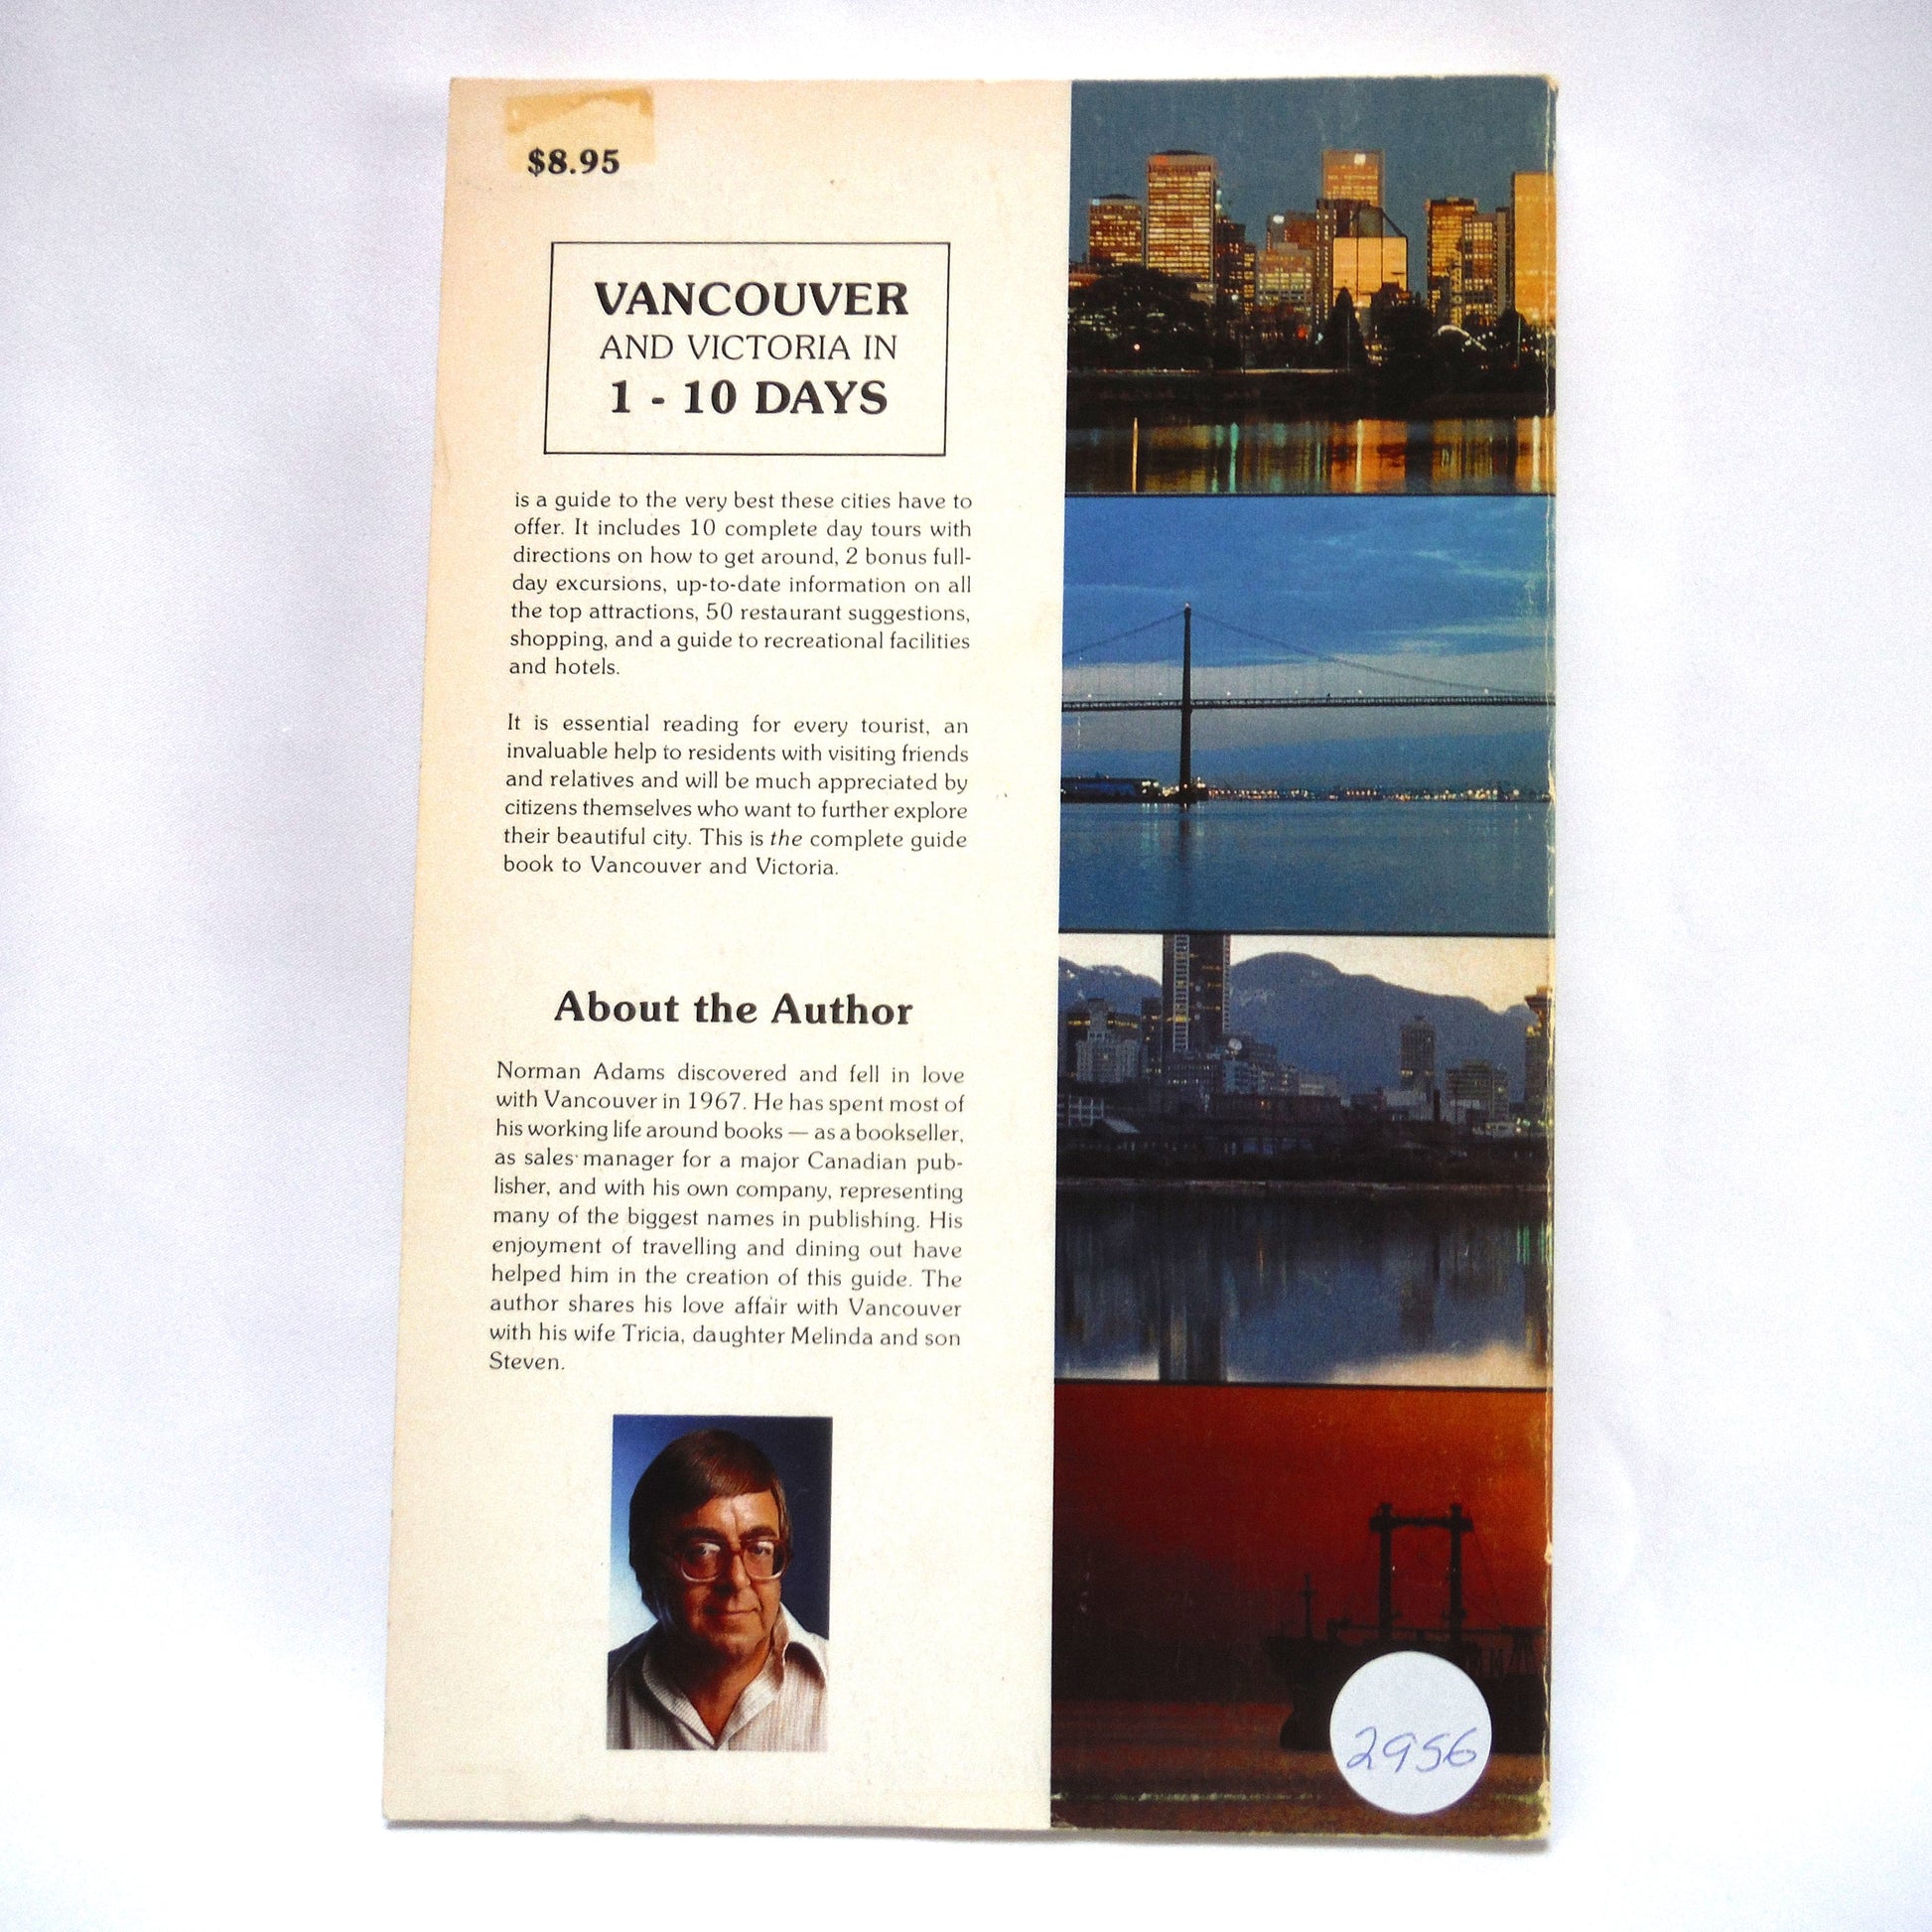 $8.95
VANCOUVER
AND VICTORIA IN
1 - 10 DAYS
is a guide to the very best these cities have to
offer. It includes 10 complete day tours with
directions on how to get around, 2 bonus full-
day excursions, up-to-date information on all
the top attractions, 50 restaurant suggestions,
shopping, and a guide to recreational facilities
and hotels.
It is essential reading for every tourist, an
invaluable help to residents with visiting friends
and relatives and will be much appreciated by
citizens themselves who want to further explore
their beautiful city. This is the complete guide
book to Vancouver and Victoria.
About the Author
Norman Adams discovered and fell in love
with Vancouver in 1967. He has spent most of
his working life around books — as a bookseller,
as sales manager for a major Canadian pub-
lisher, and with his own company, representing
many of the biggest names in publishing. His
enjoyment of travelling and dining out have
helped him in the creation of this guide. The
author shares his love affair with Vancouver
with his wife Tricia, daughter Melinda and son
Steven.
2956